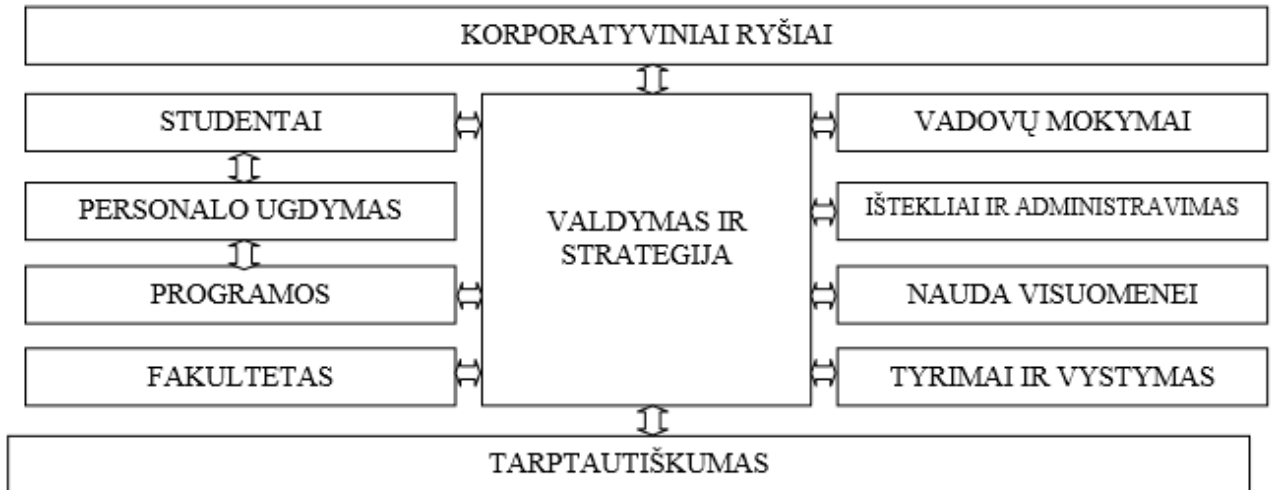 KORPORATYVINIAI RYŠIAI
STUDENTAI
VADOVŲ MOKYMAI
PERSONALO UGDYMAS
IŠTEKLIAI IR ADMINISTRAVIMAS
VALDYMAS IR
STRATEGIJA
PROGRAMOS
NAUDA VISUOMENEI
FAKULTETAS
TYRIMAI IR VYSTYMAS
TARPTAUTIŠKUMAS